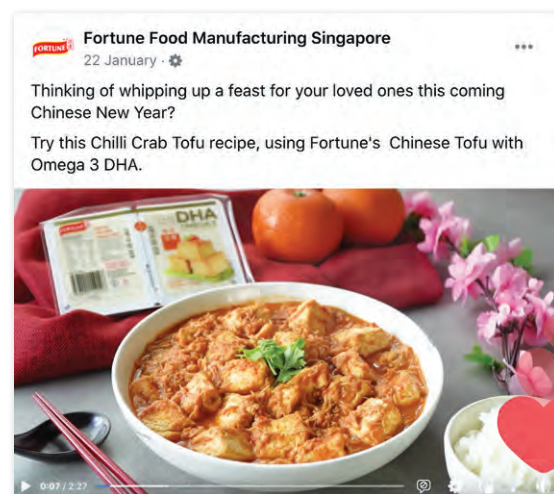 FORTUNE
Fortune Food Manufacturing Singapore
22 January
Thinking of whipping up a feast for your loved ones this coming
Chinese New Year?
Try this Chilli Crab Tofu recipe, using Fortune's Chinese Tofu with
Omega 3 DHA.
FORTUNE
DHA
0:07 / 2:27